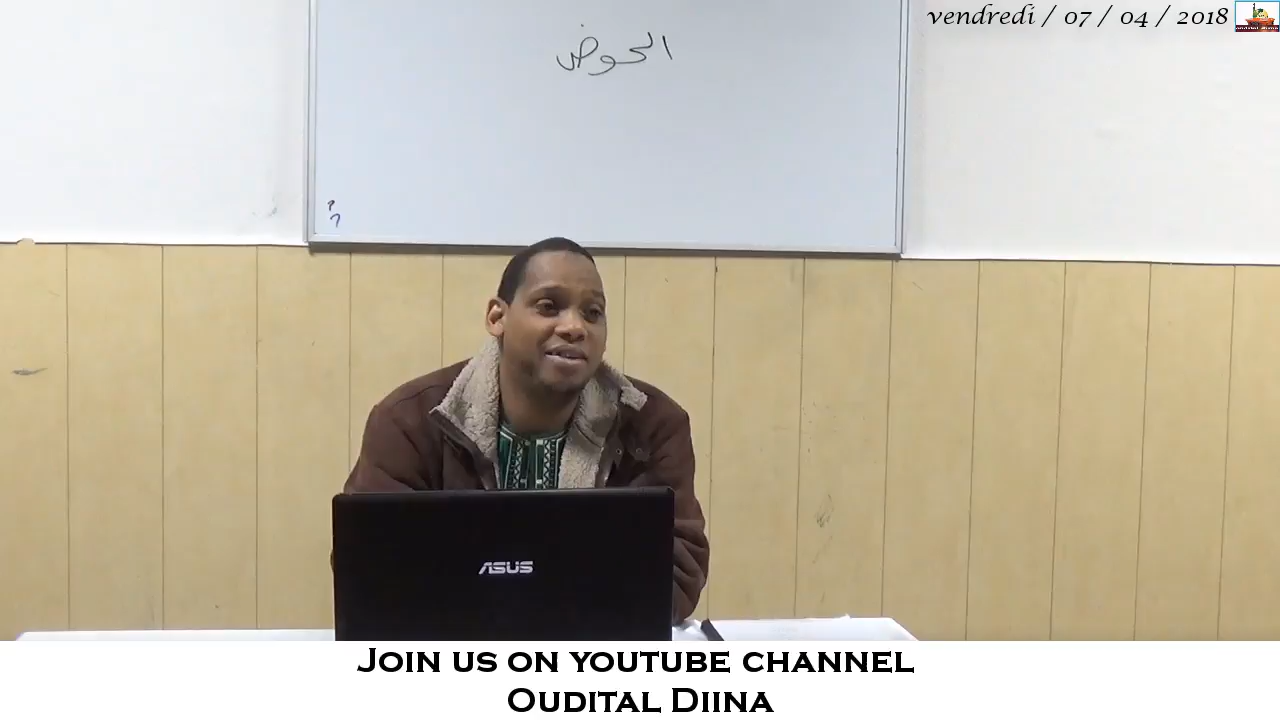 vendredi / 07 / 04 / 2018
الحوض
ASUS
JOIN US ON YOUTUBE CHANNEL
OUDITAL DIINA